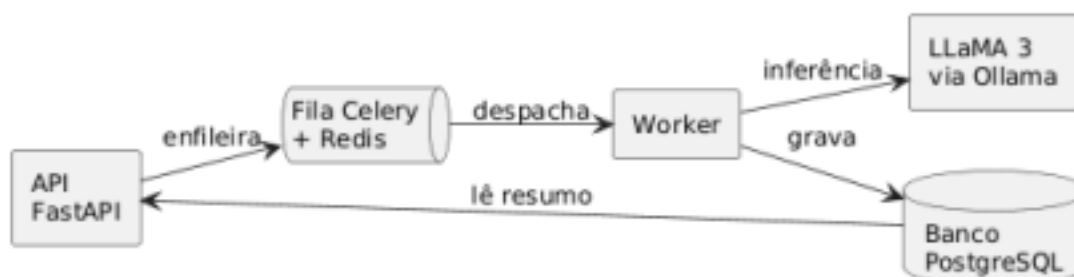 API
FastAPI
enfileira
Fila Celery
+ Redis
despacha
Worker
inferência
LLaMA 3
via Ollama
grava
Banco
PostgreSQL
lê resumo